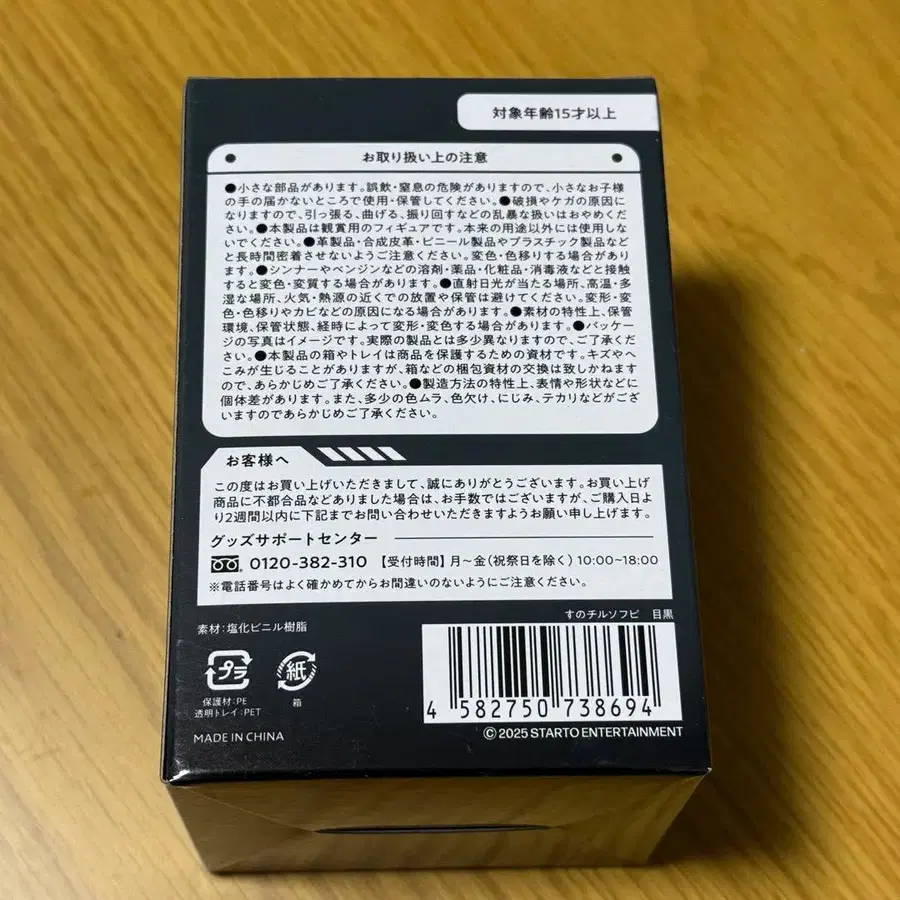 対象年齢15才以上
お取り扱い上の注意
●小さな部品があります。誤飲・窒息の危険がありますので、小さなお子様
の手の届かないところで使用・保管してください。●破損やケガの原因に
なりますので、引っ張る、曲げる、振り回すなどの乱暴な扱いはおやめくだ
さい。●本製品は観賞用のフィギュアです。本来の用途以外には使用しな
いでください。●革製品・合成皮革・ビニール製品やプラスチック製品など
と長時間密着させないようご注意ください。変色・色移りする場合があり
ます。●シンナーやベンジンなどの溶剤・薬品・化粧品・消毒液などと接触
すると変色・変質する場合があります。●直射日光が当たる場所、高温・多
湿な場所、火気・熱源の近くでの放置や保管は避けてください。変形・変
色・色移りやカビなどの原因になる場合があります。●素材の特性上、保管
環境、保管状態、経時によって変形・変色する場合があります。●パッケー
ジの写真はイメージです。実際の製品とは多少異なりますので、ご了承くだ
さい。●本製品の箱やトレイは商品を保護するための資材です。キズやへ
こみが生じることがありますが、箱などの梱包資材の交換は致しかねます
ので、あらかじめご了承ください。●製造方法の特性上、表情や形状などに
個体差があります。また、多少の色ムラ、色欠け、にじみ、テカリなどがござ
いますのであらかじめご了承ください。
お客様へ
この度はお買い上げいただきまして、誠にありがとうございます。お買い上げ
商品に不都合品などありました場合は、お手数ではございますが、ご購入日よ
り2週間以内に下記までお問い合わせいただきますようお願い申し上げます。
グッズサポートセンター
0120-382-310 【受付時間】月～金(祝祭日を除く)10:00~18:00
※電話番号はよく確かめてからお間違いのないようにご注意ください。
すのチルソフビ 目黒
素材:塩化ビニル樹脂
プラ 紙
保護材:PE 箱
透明トレイ:PET
4 582750 738694
MADE IN CHINA
© 2025 STARTO ENTERTAINMENT